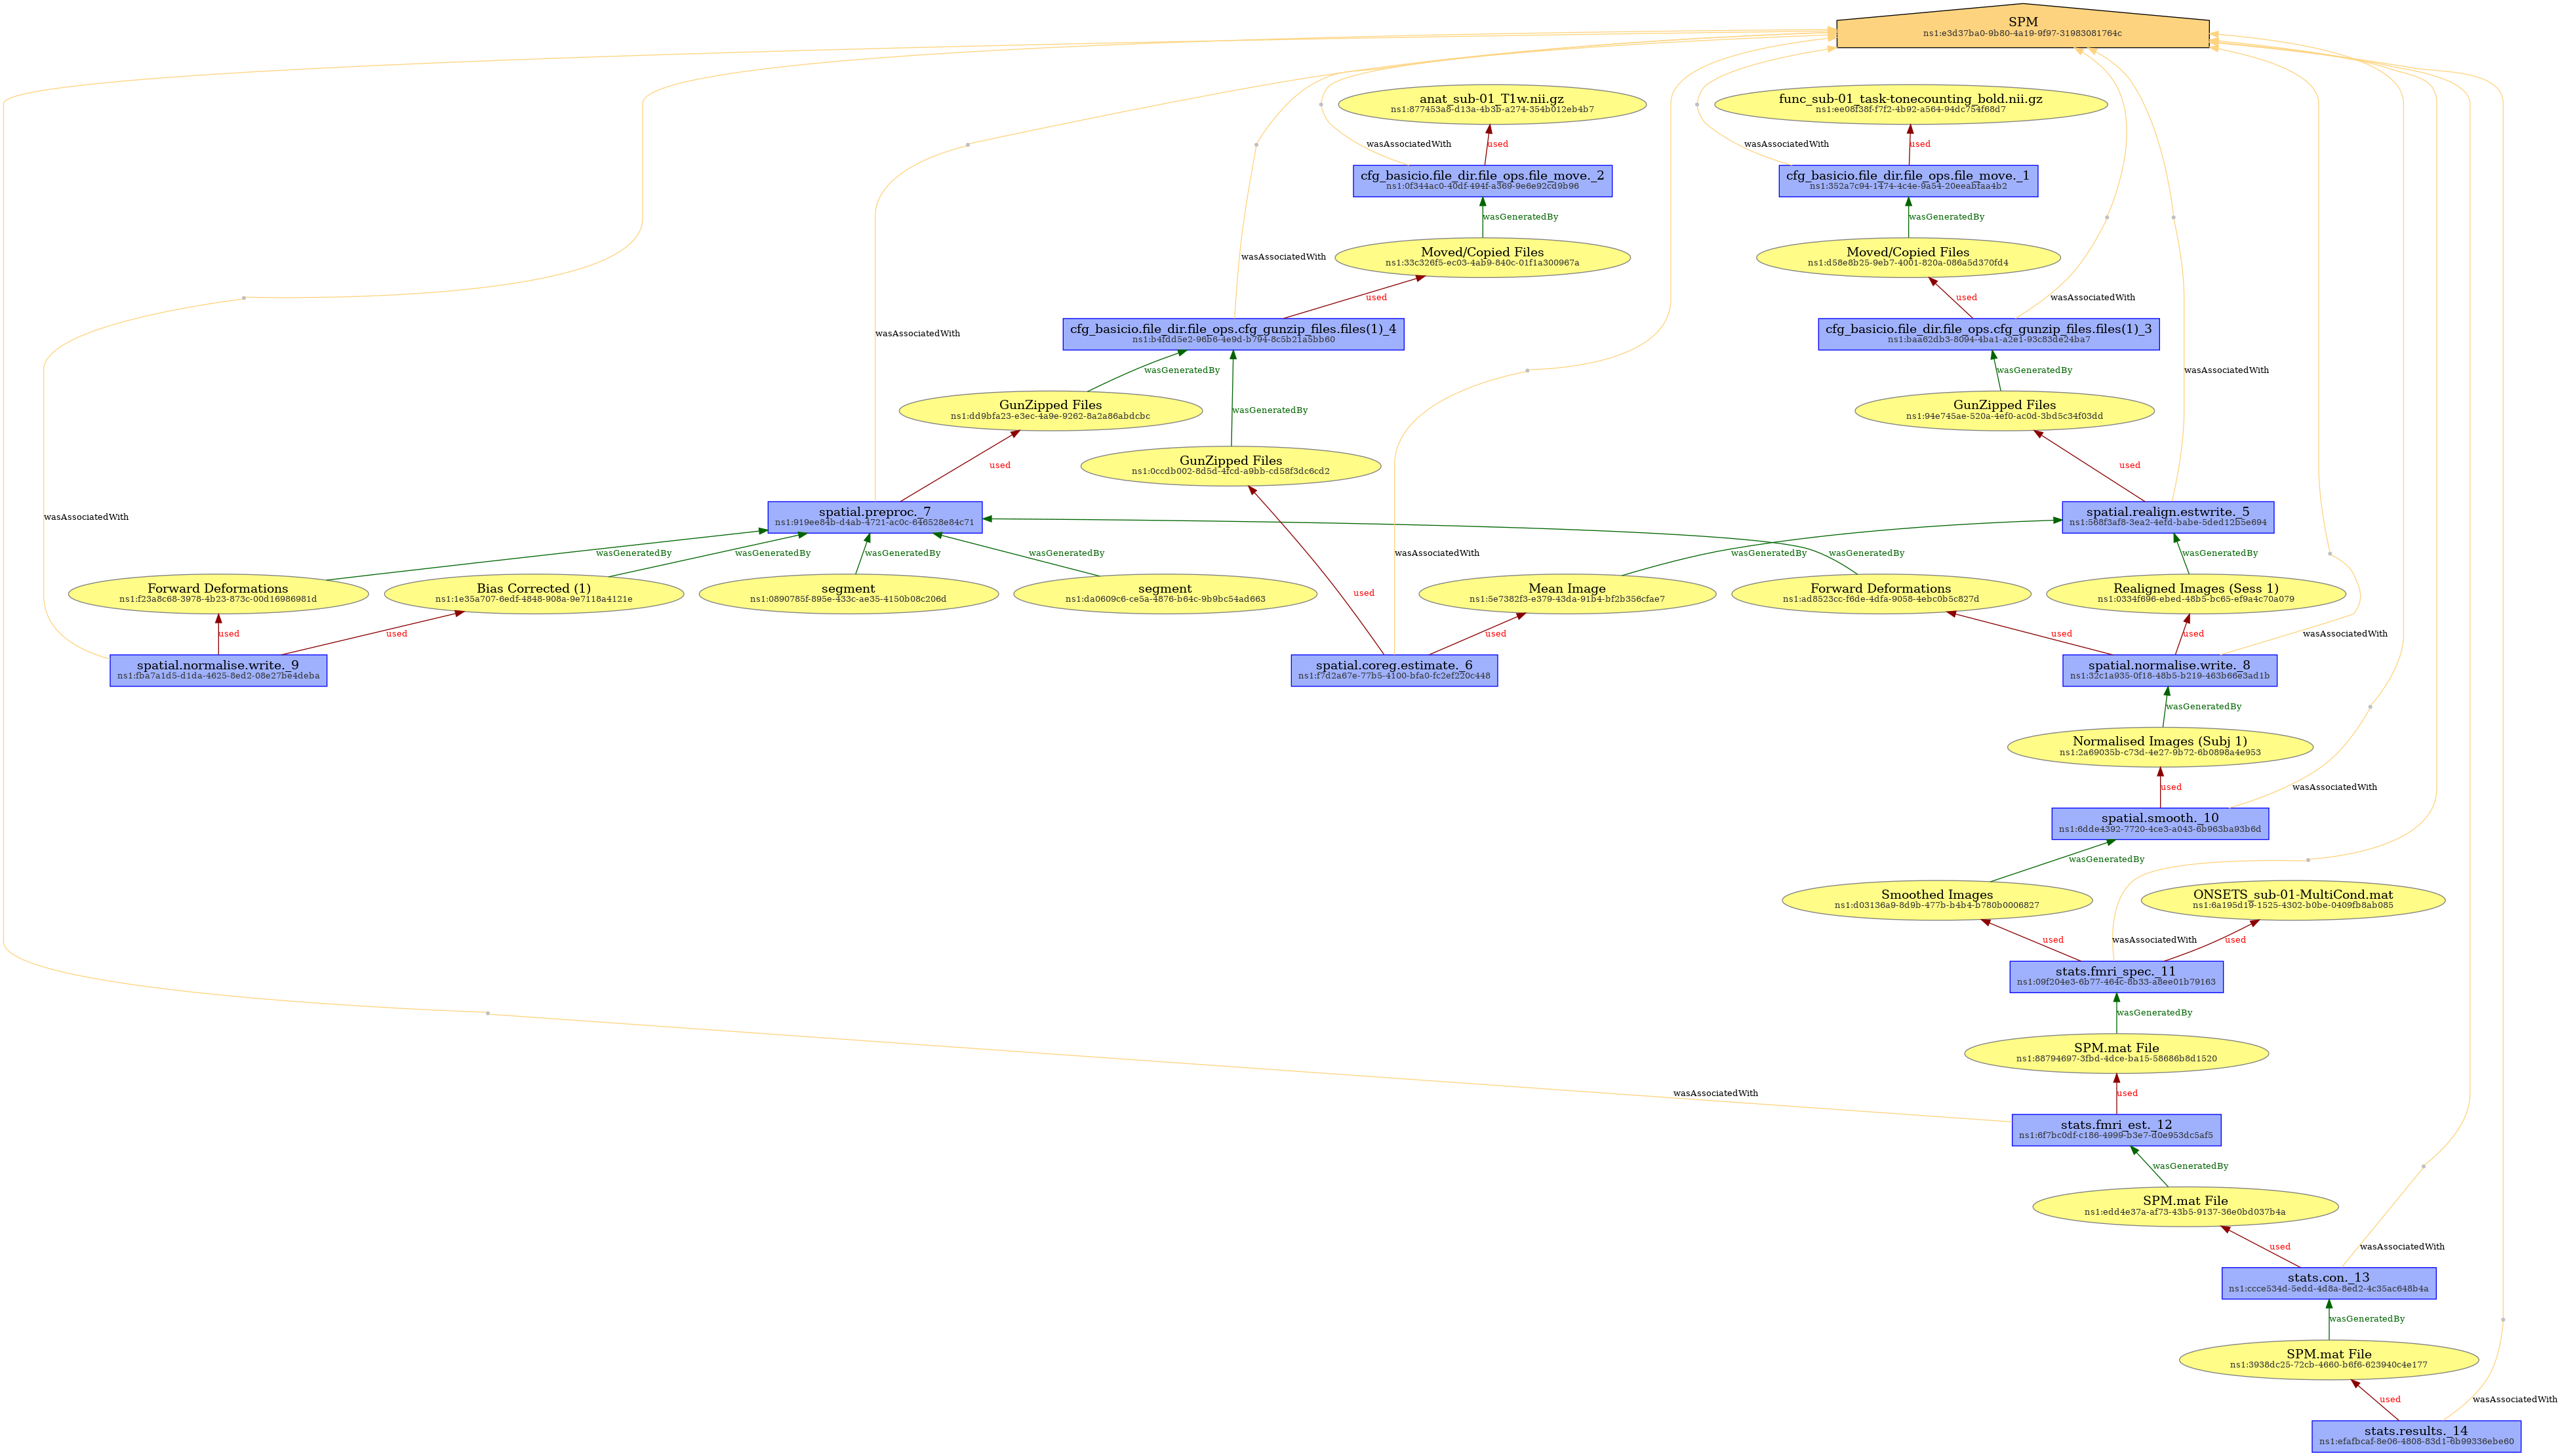 SPM
ns1:e3d37ba0-9b80-4a19-9f97-31983081764c
anat_sub-01_T1w.nii.gz
ns1:877453a8-d13a-4b3b-a274-354b012eb4b7
func_sub-01_task-tonecounting_bold.nii.gz
ns1:ee08f38f-f7f2-4b92-a564-94dc754f68d7
wasAssociatedWith
used
wasAssociatedWith
used
cfg_basicio.file_dir.file_ops.file_move._2
ns1:0f344ac0-40df-494f-a369-9e6e92cd9b96
cfg_basicio.file_dir.file_ops.file_move._1
ns1:352a7c94-1474-4c4e-9a54-20eeabfaa4b2
wasGeneratedBy
wasGeneratedBy
wasAssociatedWith
Moved/Copied Files
ns1:33c326f5-ec03-4ab9-840c-01f1a300967a
Moved/Copied Files
ns1:d58e8b25-9eb7-4001-820a-086a5d370fd4
used
used
wasAssociatedWith
wasAssociatedWith
cfg_basicio.file_dir.file_ops.cfg_gunzip_files.files(1)_4
ns1:b4fdd5e2-96b6-4e9d-b794-8c5b21a5bb60
cfg_basicio.file_dir.file_ops.cfg_gunzip_files.files(1)_3
ns1:baa62db3-8094-4ba1-a2e1-93c83de24ba7
wasGeneratedBy
wasGeneratedBy
wasAssociatedWith
GunZipped Files
ns1:dd9bfa23-e3ec-4a9e-9262-8a2a86abdcbc
wasGeneratedBy
GunZipped Files
ns1:94e745ae-520a-4ef0-ac0d-3bd5c34f03dd
used
GunZipped Files
ns1:0ccdb002-8d5d-4fcd-a9bb-cd58f3dc6cd2
used
wasAssociatedWith
spatial.preproc._7
ns1:919ee84b-d4ab-4721-ac0c-646528e84c71
spatial.realign.estwrite._5
ns1:568f3af8-3ea2-4efd-babe-5ded12b5e694
wasGeneratedBy
wasGeneratedBy
wasGeneratedBy
wasGeneratedBy
wasAssociatedWith
wasGeneratedBy
wasGeneratedBy
wasGeneratedBy
Forward Deformations
ns1:f23a8c68-3978-4b23-873c-00d16986981d
Bias Corrected (1)
ns1:1e35a707-6edf-4848-908a-9e7118a4121e
segment
ns1:0890785f-895e-433c-ae35-4150b08c206d
segment
ns1:da0609c6-ce5a-4876-b64c-9b9bc54ad663
used
Mean Image
ns1:5e7382f3-e379-43da-91b4-bf2b356cfae7
Forward Deformations
ns1:ad8523cc-f6de-4dfa-9058-4ebc0b5c827d
Realigned Images (Sess 1)
ns1:0334f696-ebed-48b5-bc65-ef9a4c70a079
used
used
used
used
used
wasAssociatedWith
spatial.normalise.write._9
ns1:fba7a1d5-d1da-4625-8ed2-08e27be4deba
spatial.coreg.estimate._6
ns1:f7d2a67e-77b5-4100-bfa0-fc2ef220c448
spatial.normalise.write._8
ns1:32c1a935-0f18-48b5-b219-463b66e3ad1b
wasGeneratedBy
Normalised Images (Subj 1)
ns1:2a69035b-c73d-4e27-9b72-6b0898a4e953
used
wasAssociatedWith
spatial.smooth._10
ns1:6dde4392-7720-4ce3-a043-6b963ba93b6d
wasGeneratedBy
Smoothed Images
ns1:d03136a9-8d9b-477b-b4b4-b780b0006827
ONSETS_sub-01-MultiCond.mat
ns1:6a195d19-1525-4302-b0be-0409fb8ab085
used
wasAssociatedWith
used
stats.fmri_spec._11
ns1:09f204e3-6b77-464c-8b33-a8ee01b79163
wasGeneratedBy
SPM.mat File
ns1:88794697-3fbd-4dce-ba15-58686b8d1520
wasAssociatedWith
used
stats.fmri_est._12
ns1:6f7bc0df-c186-4999-b3e7-d0e953dc5af5
wasGeneratedBy
SPM.mat File
ns1:edd4e37a-af73-43b5-9137-36e0bd037b4a
used
wasAssociatedWith
stats.con._13
ns1:ccce534d-5edd-4d8a-8ed2-4c35ac648b4a
wasGeneratedBy
SPM.mat File
ns1:3938dc25-72cb-4660-b6f6-623940c4e177
used
wasAssociatedWith
stats.results._14
ns1:efafbcaf-8e06-4808-83d1-6b99336ebe60